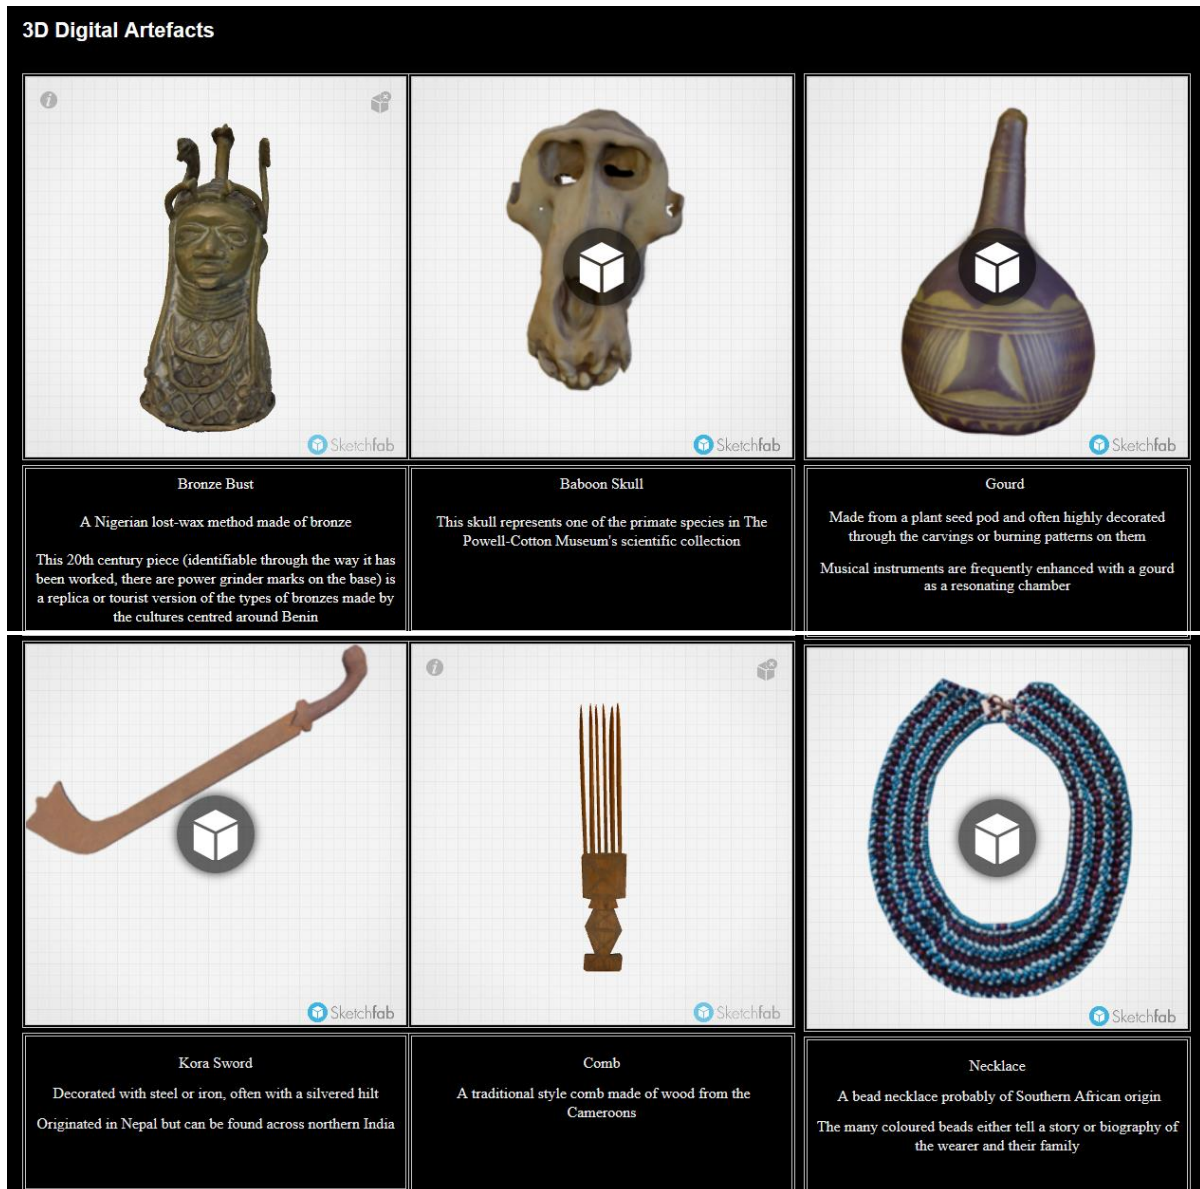 3D Digital Artefacts
i
Sketchfab
Sketchfab
Sketchfab
Bronze Bust
A Nigerian lost-wax method made of bronze
This 20th century piece (identifiable through the way it has
been worked, there are power grinder marks on the base) is
a replica or tourist version of the types of bronzes made by
the cultures centred around Benin
Baboon Skull
This skull represents one of the primate species in The
Powell-Cotton Museum's scientific collection
Gourd
Made from a plant seed pod and often highly decorated
through the carvings or burning patterns on them
Musical instruments are frequently enhanced with a gourd
as a resonating chamber
i
Sketchfab
Sketchfab
Sketchfab
Kora Sword
Decorated with steel or iron, often with a silvered hilt
Originated in Nepal but can be found across northern India
Comb
A traditional style comb made of wood from the
Cameroons
Necklace
A bead necklace probably of Southern African origin
The many coloured beads either tell a story or biography of
the wearer and their family